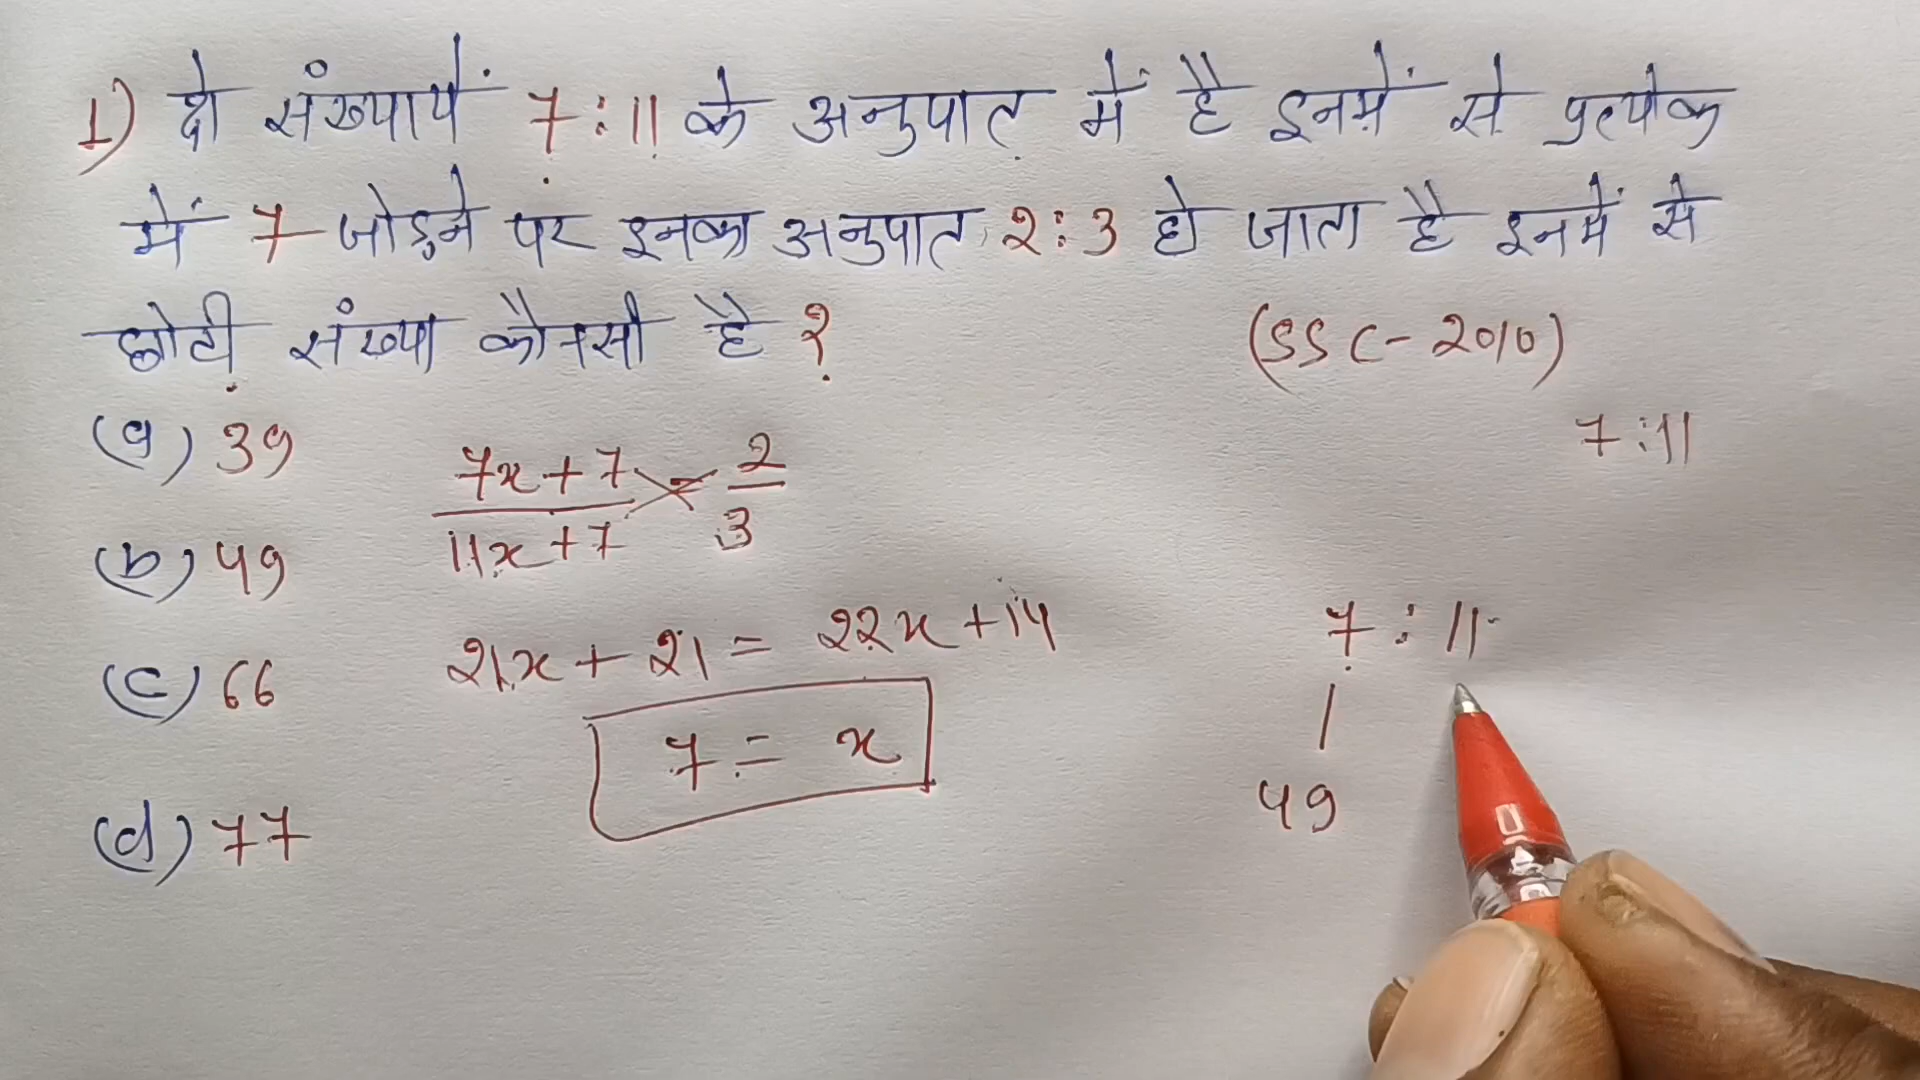 1) दो संख्यायें 7:11 के अनुपात में है इनमें से प्रत्येक
में 7 जोड़ने पर इनका अनुपात 2:3 हो जाता है इनमें से
छोटी संख्या कौनसी है ?
(SSC-2010)
(a) 39
7:11
(b) 49
7x+7 = 2
11x+7 3
(c) 66
21x + 21 = 22x + 14
7 = x
7 : 11
49
(d) 77